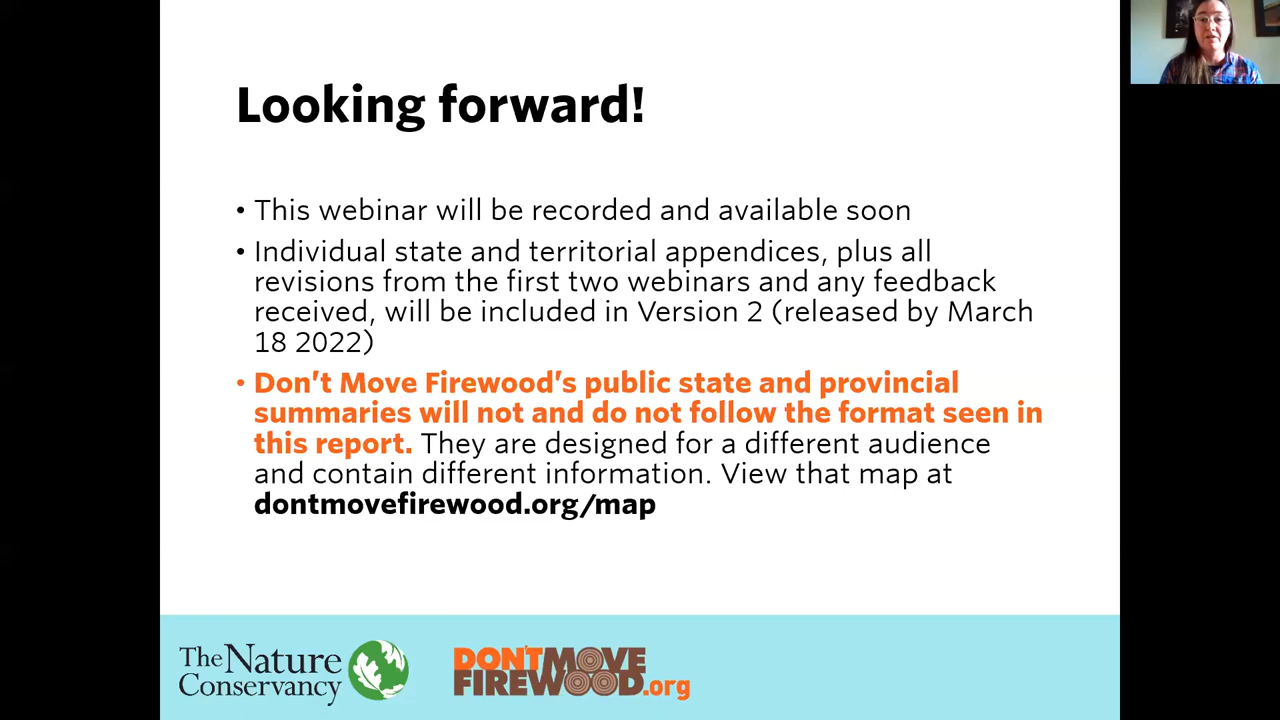 Looking forward!
• This webinar will be recorded and available soon
• Individual state and territorial appendices, plus all
revisions from the first two webinars and any feedback
received, will be included in Version 2 (released by March
18 2022)
• Don’t Move Firewood’s public state and provincial
summaries will not and do not follow the format seen in
this report. They are designed for a different audience
and contain different information. View that map at
dontmovefirewood.org/map
The Nature
Conservancy
DON'T MOVE
FIREWOOD.org